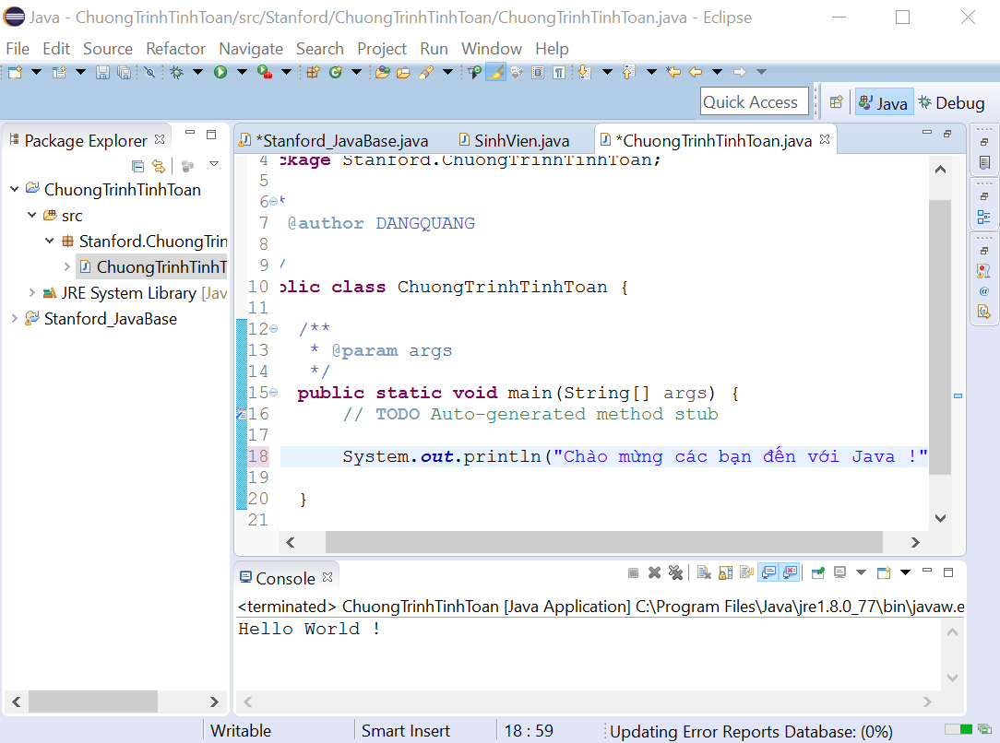 Java - ChuongTrinhTinhToan/src/Stanford/ChuongTrinhTinhToan/ChuongTrinhTinhToan.java - Eclipse
File Edit Source Refactor Navigate Search Project Run Window Help
Quick Access Java Debug
Package Explorer
ChuongTrinhTinhToan
src
Stanford.ChuongTrin
ChuongTrinhTinhT
JRE System Library [Jav
Stanford_JavaBase
*Stanford_JavaBase.java SinhVien.java *ChuongTrinhTinhToan.java
4 ckage Stanford.ChuongTrinhTinhToan;
5
6 *
7 @author DANGQUANG
8
9 /
10 blic class ChuongTrinhTinhToan {
11
12 /**
13 * @param args
14 */
15 public static void main(String[] args) {
16 // TODO Auto-generated method stub
17
18 System.out.println("Chào mừng các bạn đến với Java !"
19
20 }
21
Console
<terminated> ChuongTrinhTinhToan [Java Application] C:\Program Files\Java\jre1.8.0_77\bin\javaw.e
Hello World !
Writable Smart Insert 18 : 59 Updating Error Reports Database: (0%)